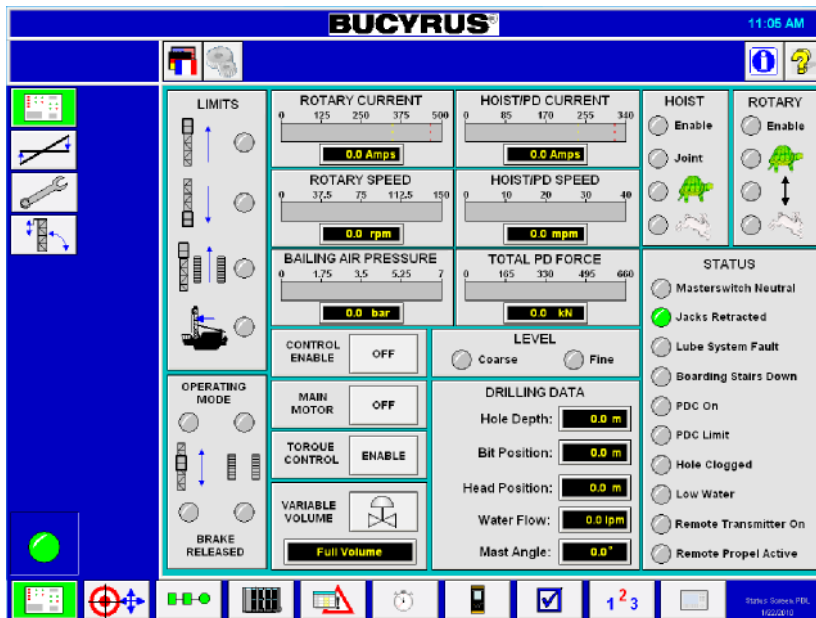 BUCYRUS®
11:05 AM
LIMITS
ROTARY CURRENT
0 125 250 375 500
0.0 Amps
HOIST/PD CURRENT
0 85 170 255 340
0.0 Amps
HOIST
Enable
Joint
ROTARY
Enable
ROTARY SPEED
0 37.5 75 112.5 150
0.0 rpm
HOIST/PD SPEED
0 10 20 30 40
0.0 mpm
BAILING AIR PRESSURE
0 1.75 3.5 5.25 7
0.0 bar
TOTAL PD FORCE
0 165 330 495 660
0.0 kN
STATUS
Masterswitch Neutral
Jacks Retracted
Lube System Fault
Boarding Stairs Down
PDC On
PDC Limit
Hole Clogged
Low Water
Remote Transmitter On
Remote Propel Active
CONTROL
ENABLE
OFF
LEVEL
Coarse Fine
OPERATING
MODE
BRAKE
RELEASED
MAIN
MOTOR
OFF
TORQUE
CONTROL
ENABLE
VARIABLE
VOLUME
Full Volume
DRILLING DATA
Hole Depth: 0.0 m
Bit Position: 0.0 m
Head Position: 0.0 m
Water Flow: 0.0 lpm
Mast Angle: 0.0°
1 2 3
Status Screen.PDL
1/22/2010